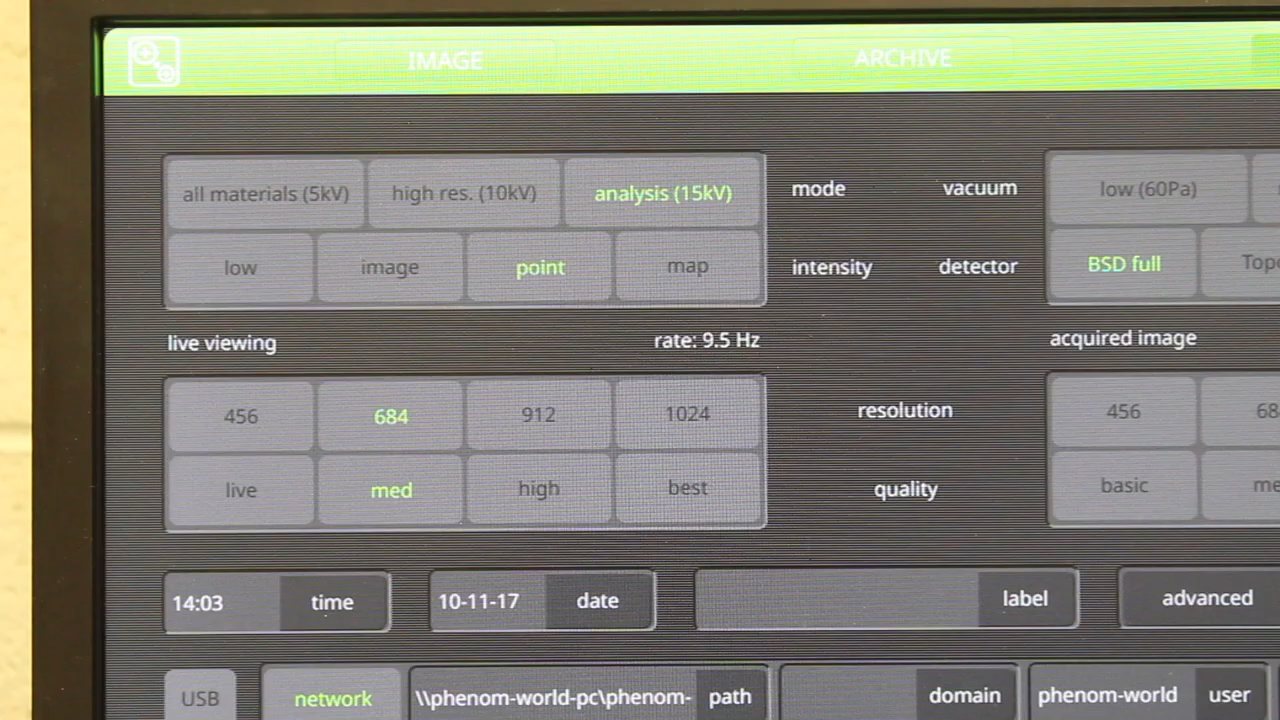 IMAGE ARCHIVE
all materials (5kV) high res. (10kV) analysis (15kV) mode vacuum low (60Pa)
low image point map intensity detector BSD full
live viewing rate: 9.5 Hz acquired image
456 684 912 1024 resolution 456 68
live med high best quality basic me
14:03 time 10-11-17 date label advanced
USB network \\phenom-world-pc\phenom- path domain phenom-world user